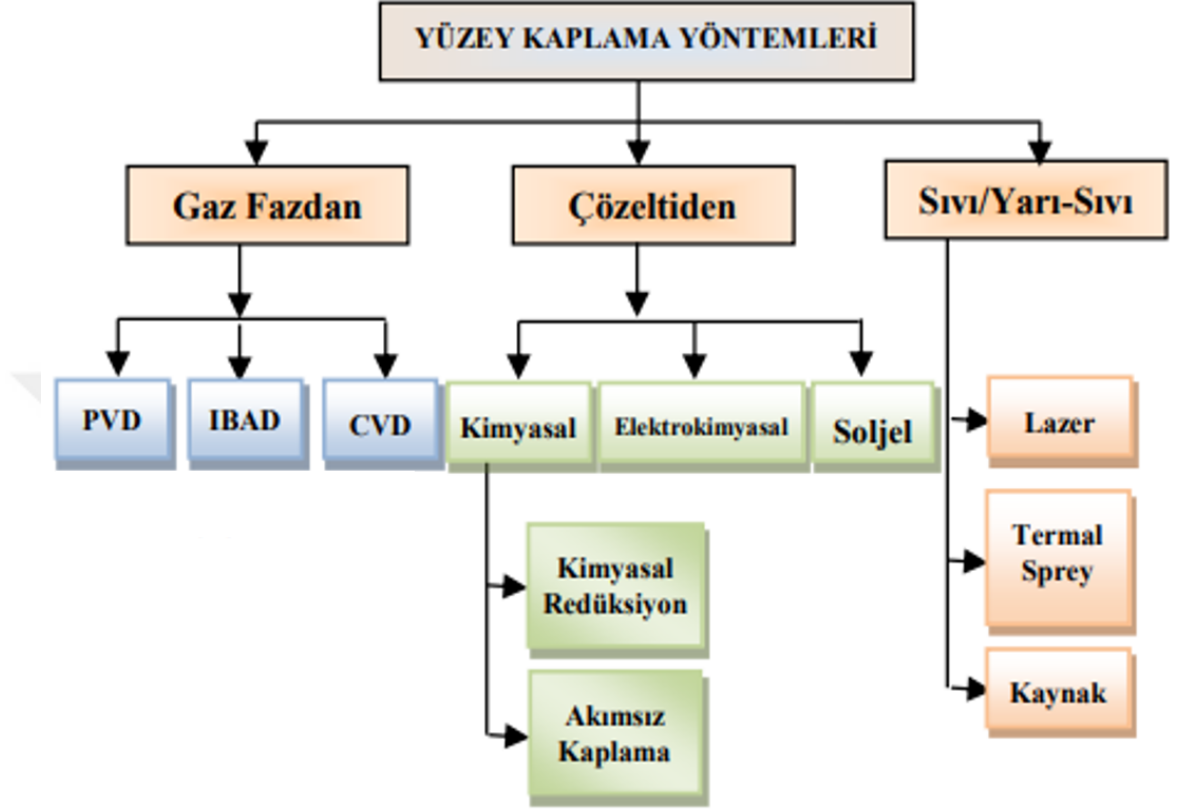 YÜZEY KAPLAMA YÖNTEMLERİ
Gaz Fazdan
Çözeltiden
Sıvı/Yarı-Sıvı
PVD
IBAD
CVD
Kimyasal
Elektrokimyasal
Soljel
Lazer
Kimyasal
Redüksiyon
Termal
Sprey
Akımsız
Kaplama
Kaynak